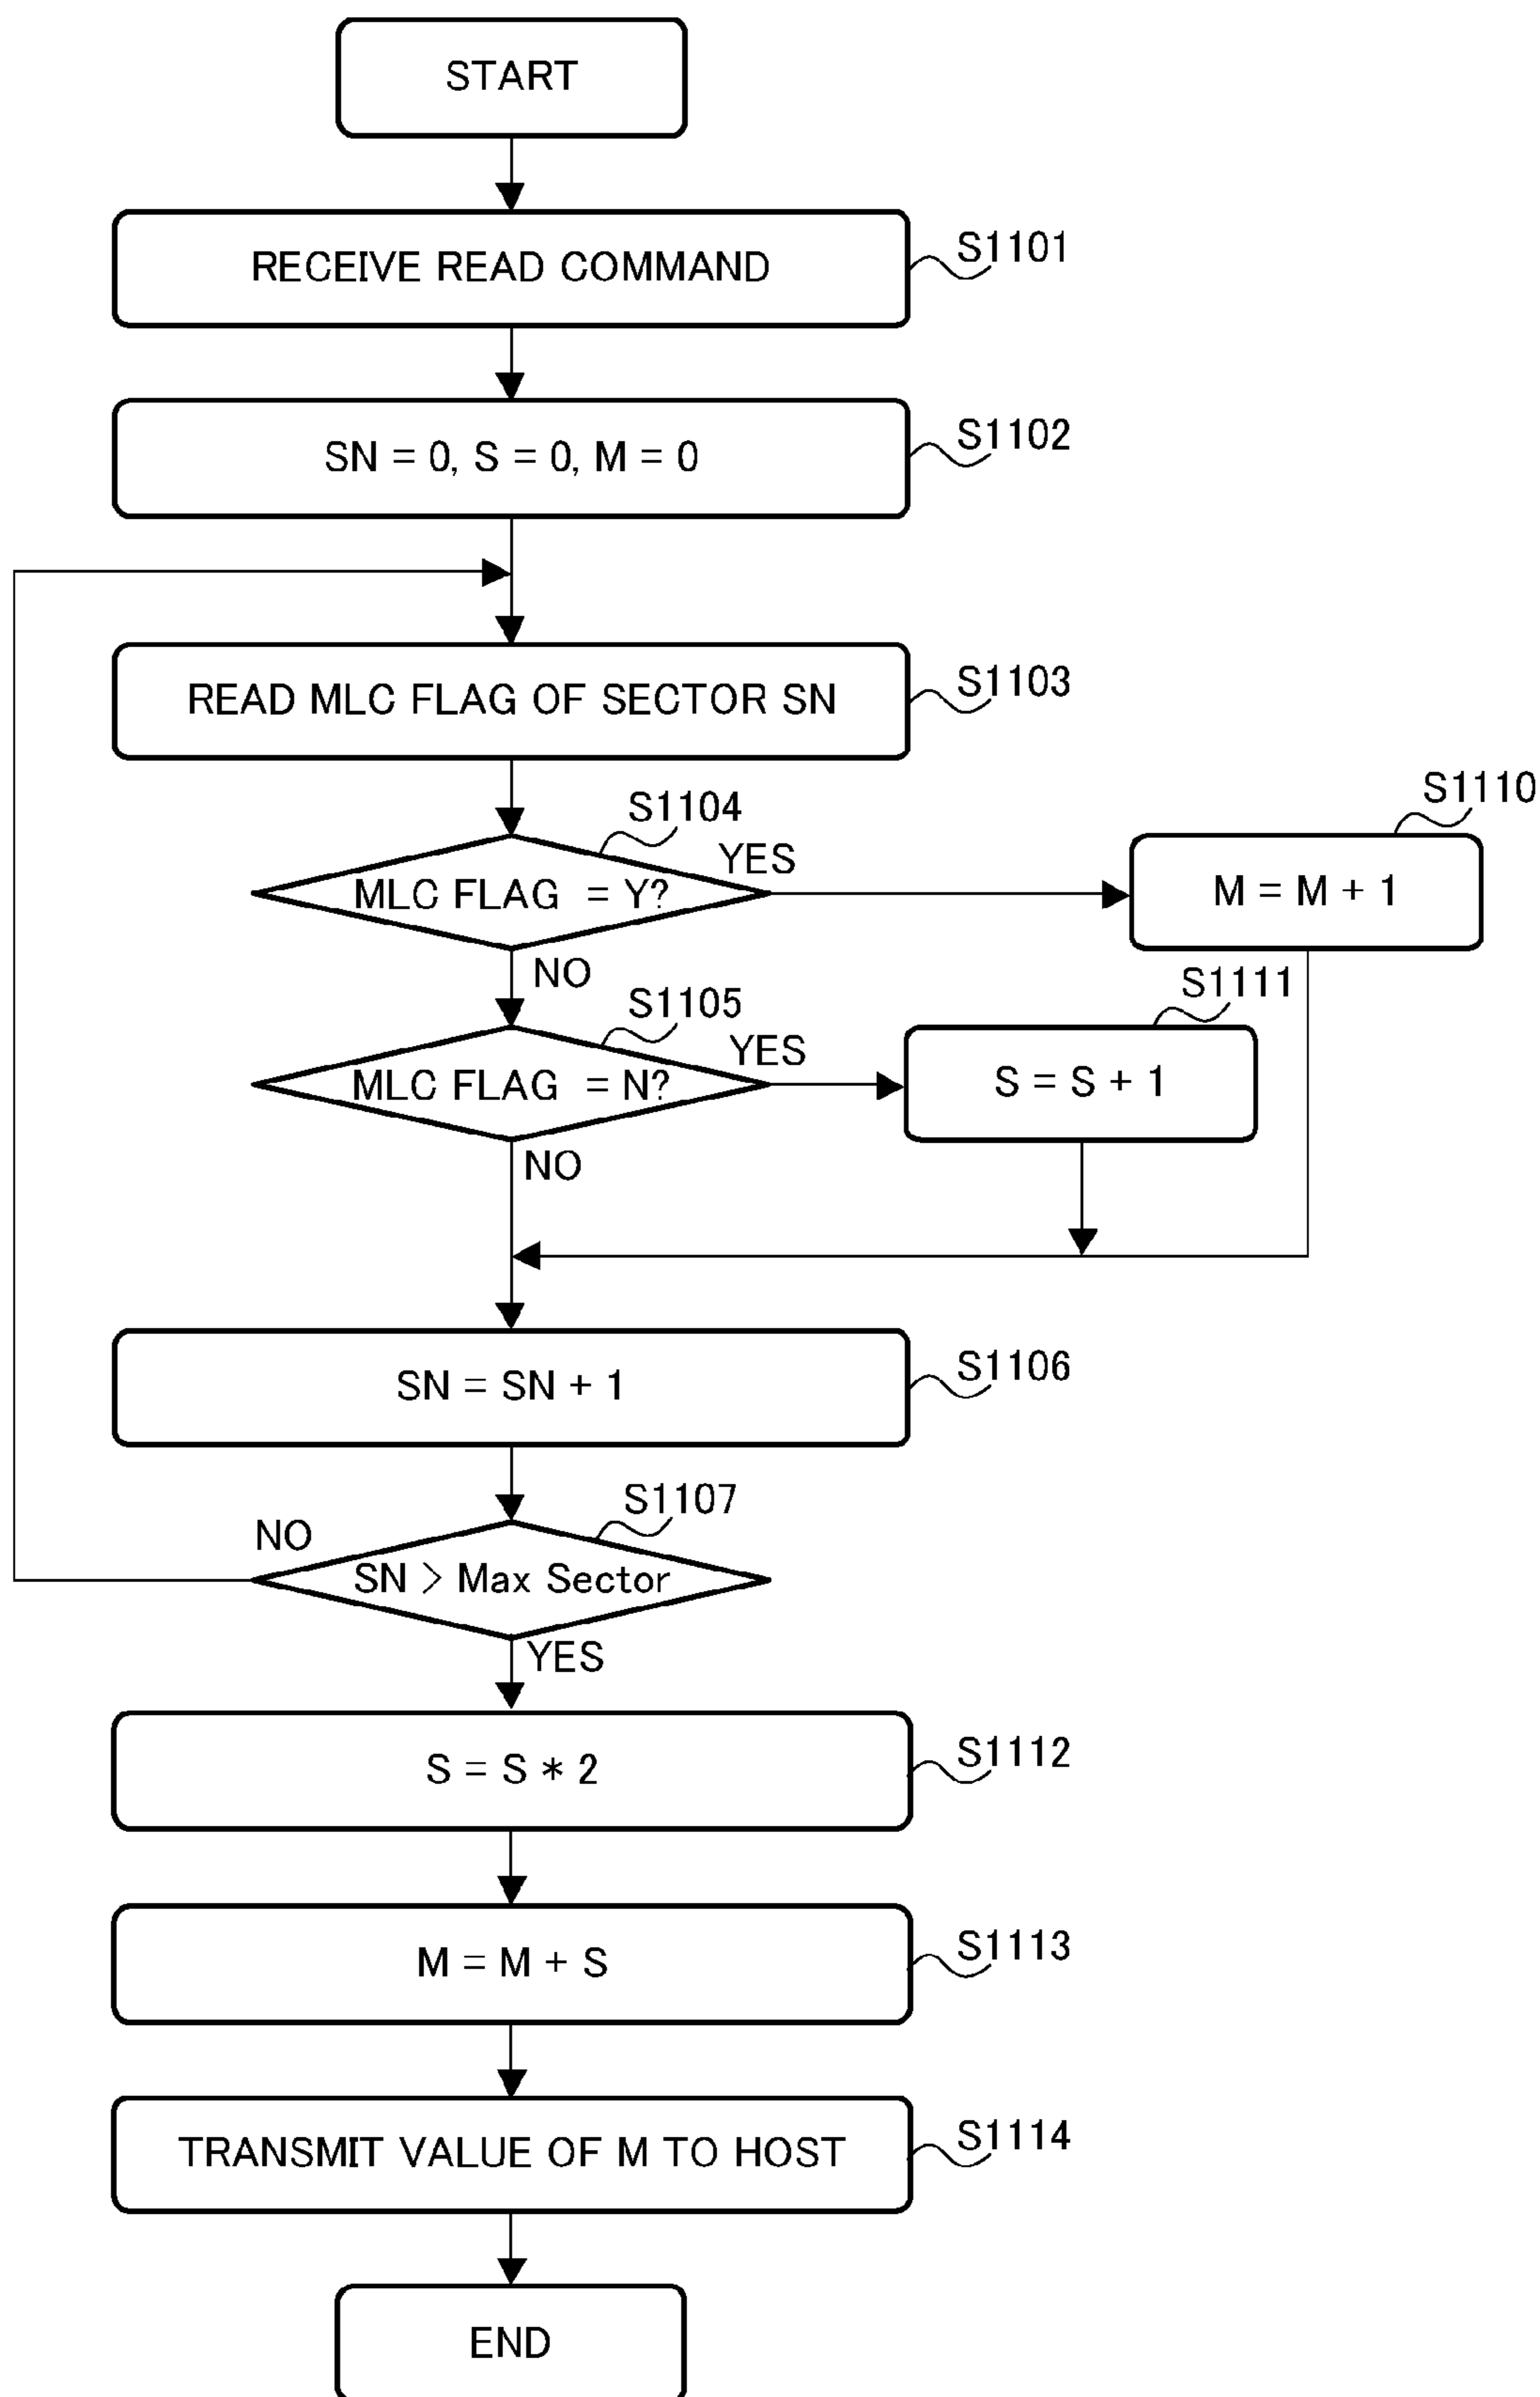 START
RECEIVE READ COMMAND
S1101
SN = 0, S = 0, M = 0
S1102
READ MLC FLAG OF SECTOR SN
S1103
S1104
MLC FLAG = Y?
YES
S1110
M = M + 1
NO
S1105
MLC FLAG = N?
YES
S1111
S = S + 1
NO
SN = SN + 1
S1106
S1107
NO
SN > Max Sector
YES
S = S * 2
S1112
M = M + S
S1113
TRANSMIT VALUE OF M TO HOST
S1114
END